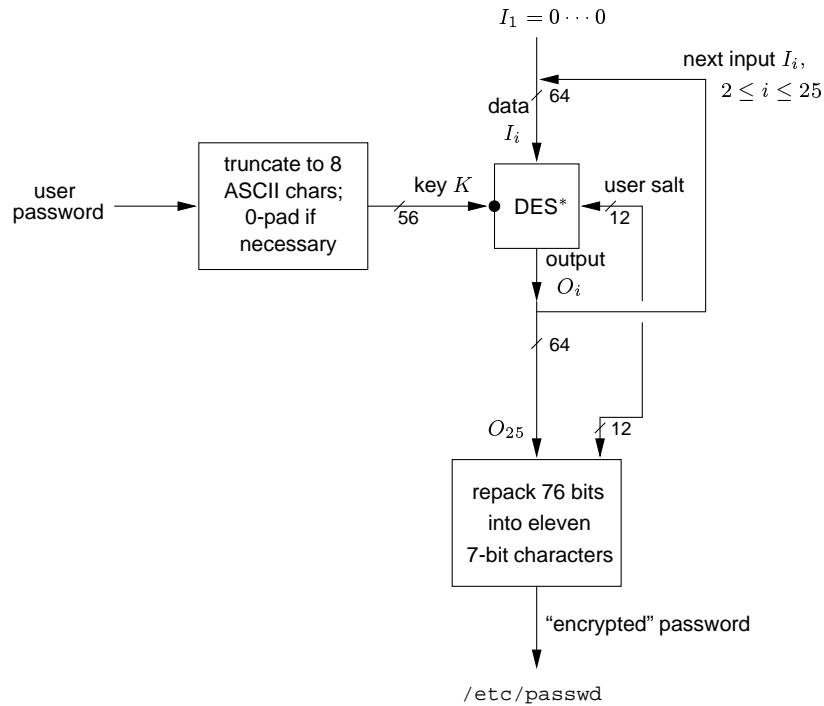 I₁ = 0 ⋯ 0
next input Iᵢ,
2 ≤ i ≤ 25
64
data
Iᵢ
truncate to 8
ASCII chars;
0-pad if
necessary
user
password
key K
56
DES*
user salt
12
output
Oᵢ
64
O₂₅
12
repack 76 bits
into eleven
7-bit characters
“encrypted” password
/etc/passwd